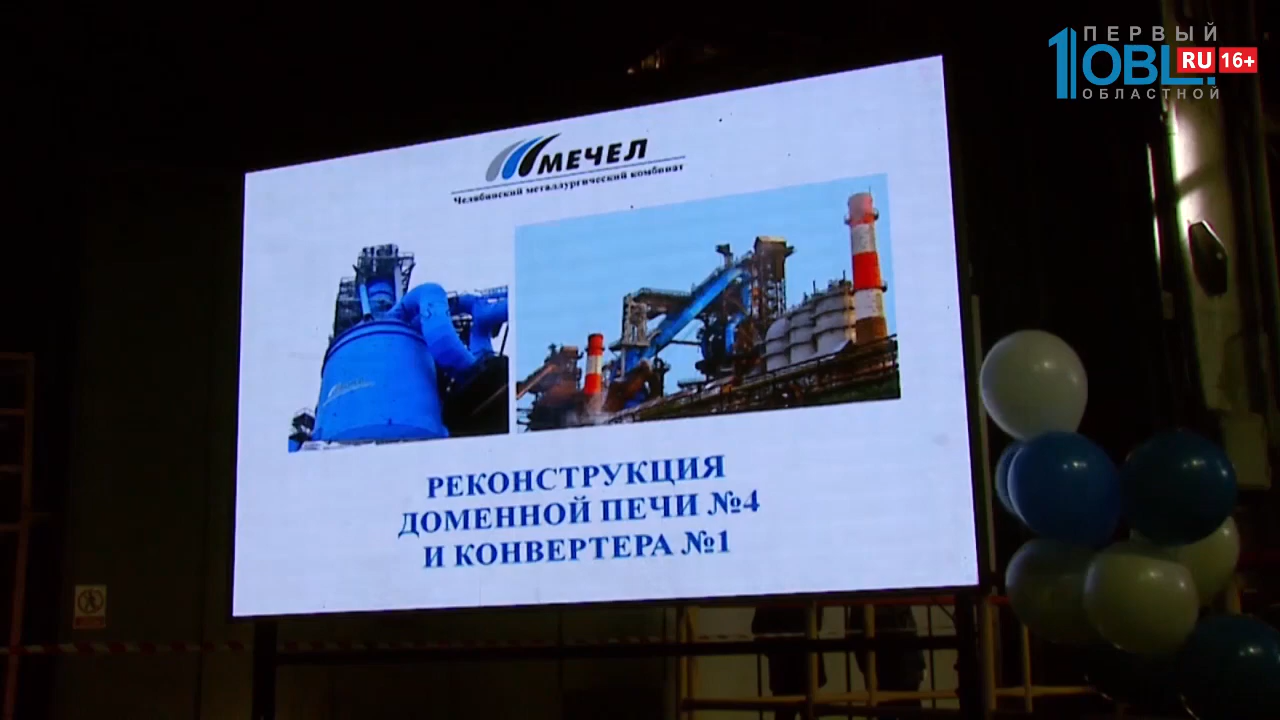 ПЕРВЫЙ
1OBL.RU 16+
ОБЛАСТНОЙ
МЕЧЕЛ
Челябинский металлургический комбинат
РЕКОНСТРУКЦИЯ
ДОМЕННОЙ ПЕЧИ №4
И КОНВЕРТЕРА №1